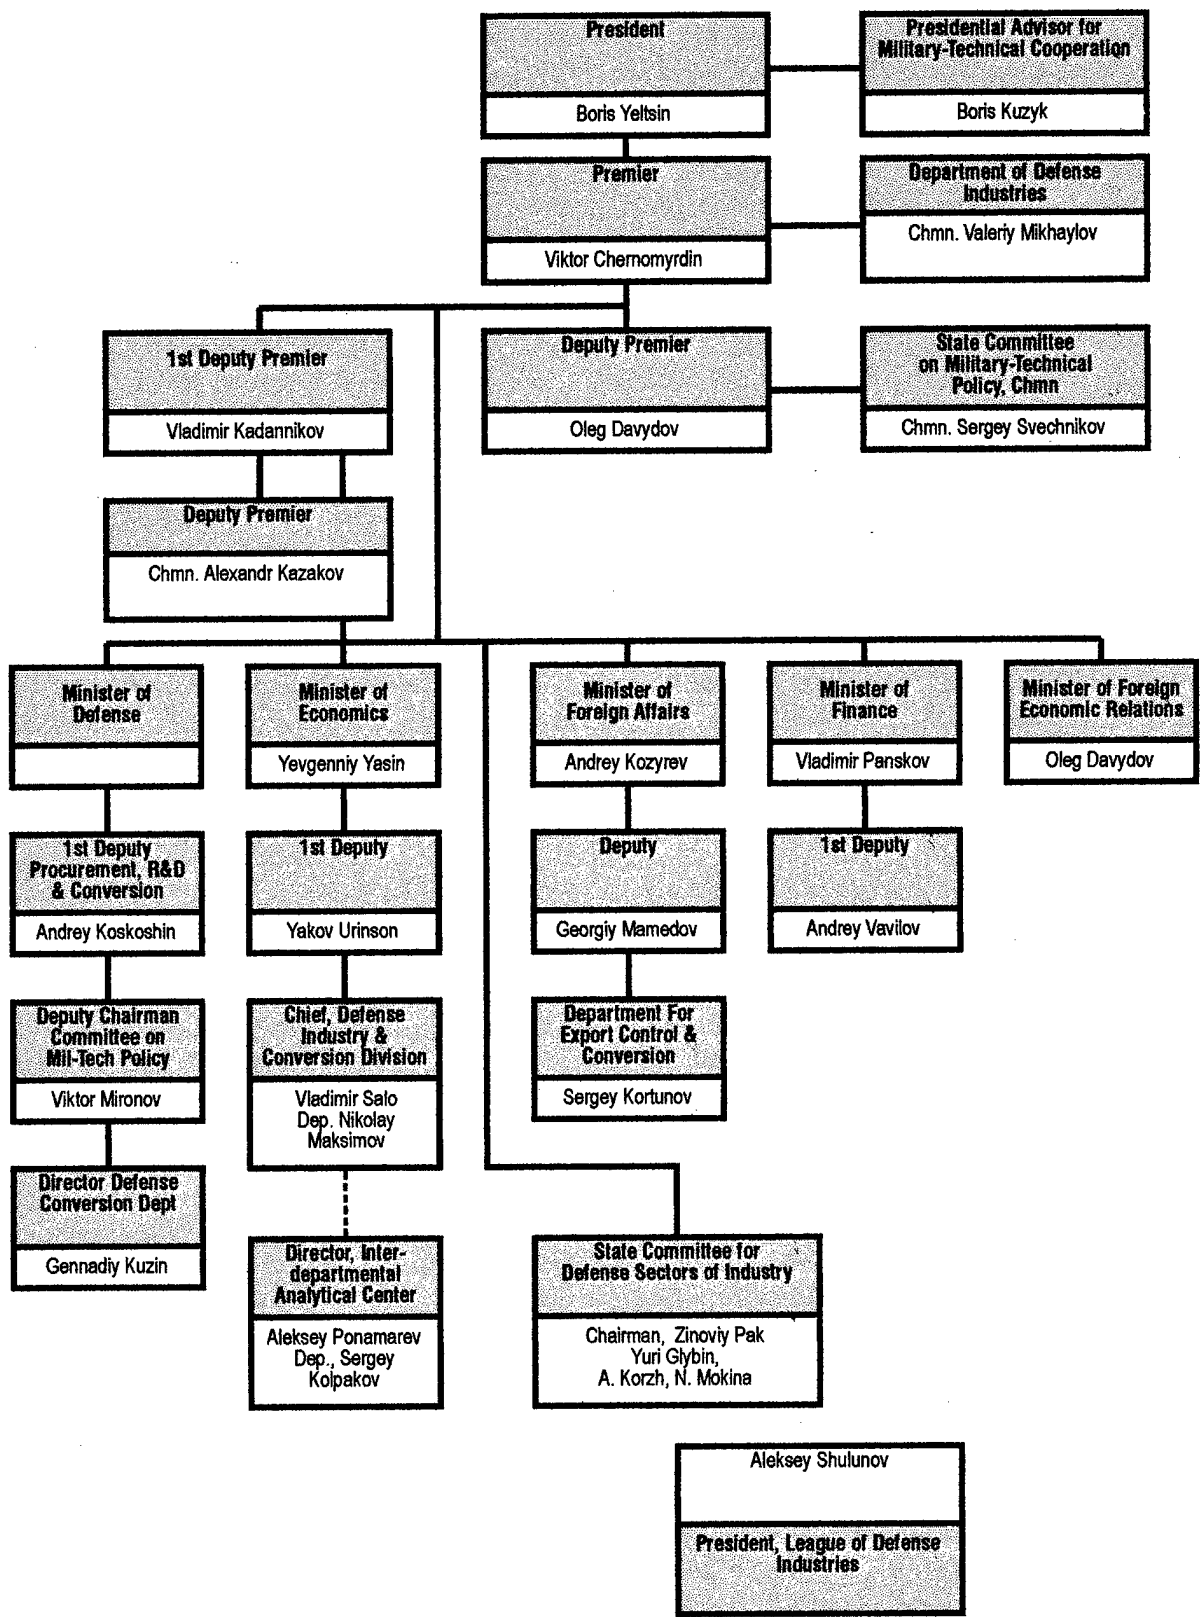 President
Boris Yeltsin
Presidential Advisor for
Military-Technical Cooperation
Boris Kuzyk
Premier
Viktor Chernomyrdin
Department of Defense
Industries
Chmn. Valeriy Mikhaylov
1st Deputy Premier
Vladimir Kadannikov
Deputy Premier
Oleg Davydov
State Committee
on Military-Technical
Policy, Chmn
Chmn. Sergey Svechnikov
Deputy Premier
Chmn. Alexandr Kazakov
Minister of
Defense
Minister of
Economics
Yevgenniy Yasin
Minister of
Foreign Affairs
Andrey Kozyrev
Minister of
Finance
Vladimir Panskov
Minister of Foreign
Economic Relations
Oleg Davydov
1st Deputy
Procurement, R&D
& Conversion
Andrey Koskoshin
1st Deputy
Yakov Urinson
Deputy
Georgiy Mamedov
1st Deputy
Andrey Vavilov
Deputy Chairman
Committee on
Mil-Tech Policy
Viktor Mironov
Chief, Defense
Industry &
Conversion Division
Vladimir Salo
Dep. Nikolay
Maksimov
Department For
Export Control &
Conversion
Sergey Kortunov
Director Defense
Conversion Dept
Gennadiy Kuzin
Director, Inter-
departmental
Analytical Center
Aleksey Ponamarev
Dep., Sergey
Kolpakov
State Committee for
Defense Sectors of Industry
Chairman, Zinoviy Pak
Yuri Glybin,
A. Korzh, N. Mokina
Aleksey Shulunov
President, League of Defense
Industries